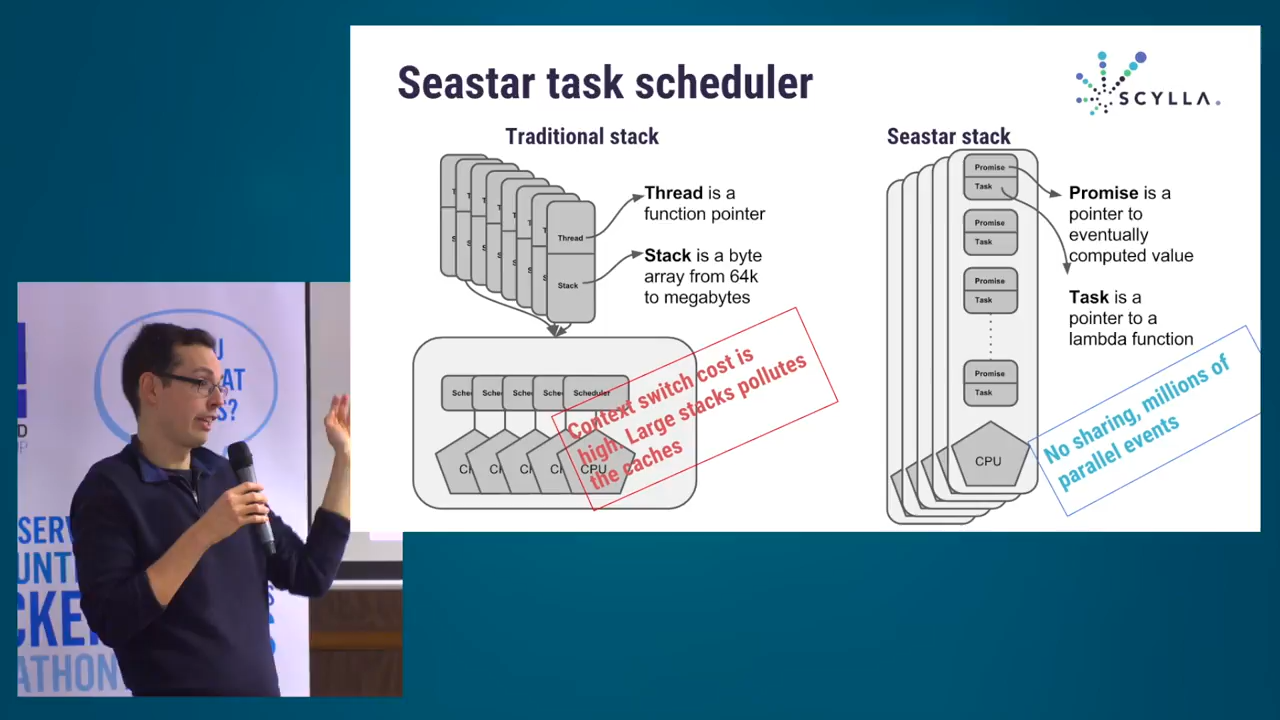 Seastar task scheduler
SCYLLA.
Traditional stack
Seastar stack
Thread is a
function pointer
Stack is a byte
array from 64k
to megabytes
Thread
Stack
Scheduler
CPU
Context switch cost is
high. Large stacks pollutes
the caches
Promise
Task
Promise
Task
Promise
Task
Promise
Task
CPU
Promise is a
pointer to
eventually
computed value
Task is a
pointer to a
lambda function
No sharing, millions of
parallel events